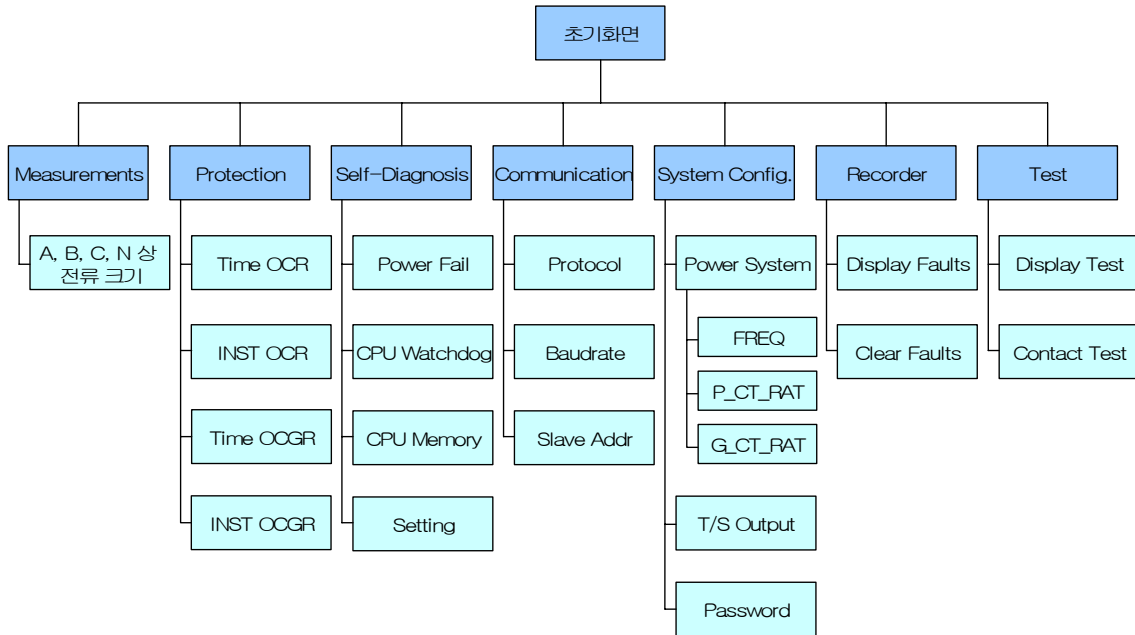 초기화면
Measurements
Protection
Self-Diagnosis
Communication
System Config.
Recorder
Test
A, B, C, N 상
전류 크기
Time OCR
INST OCR
Time OCGR
INST OCGR
Power Fail
CPU Watchdog
CPU Memory
Setting
Protocol
Baudrate
Slave Addr
Power System
FREQ
P_CT_RAT
G_CT_RAT
T/S Output
Password
Display Faults
Clear Faults
Display Test
Contact Test